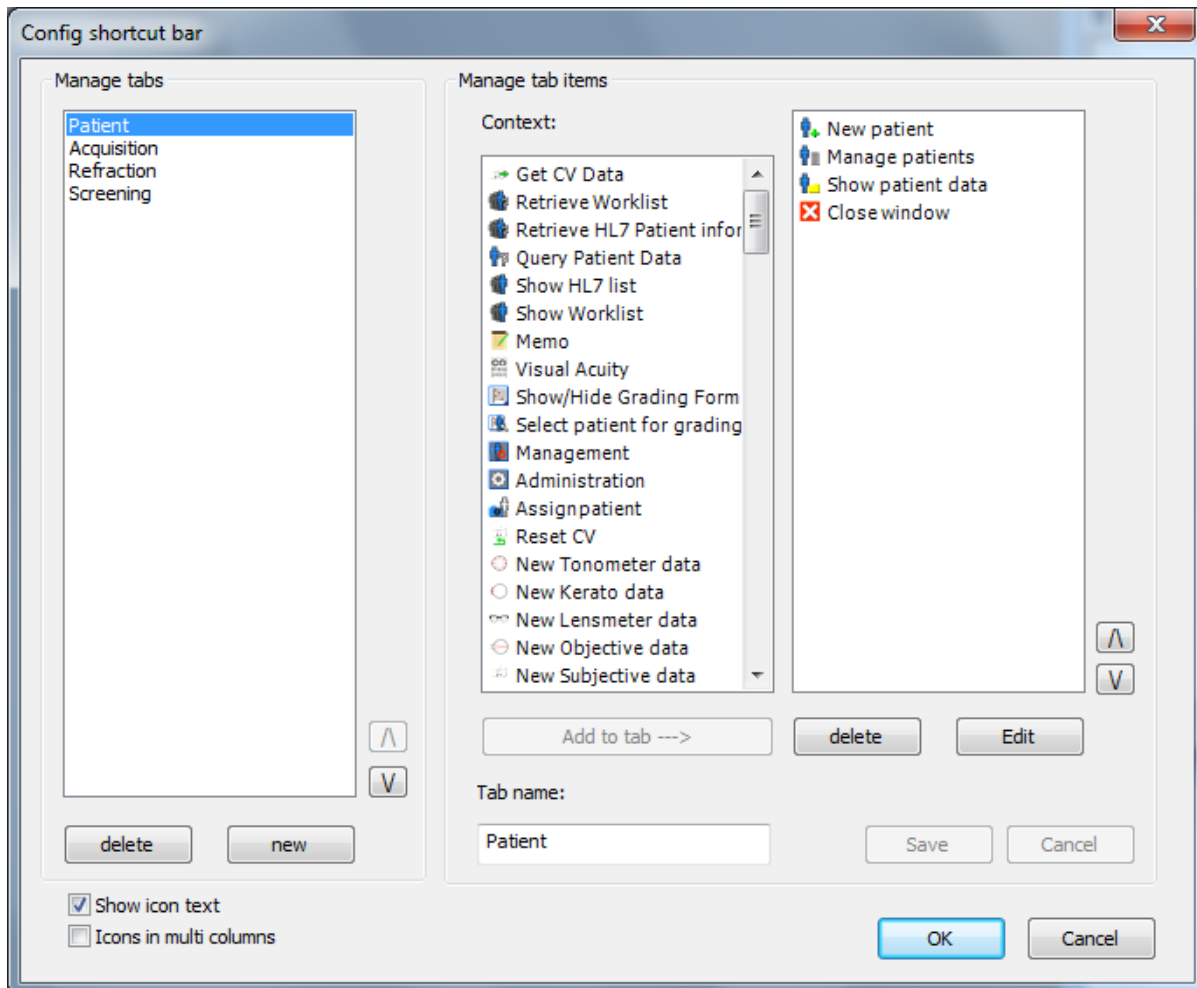 Config shortcut bar
X
Manage tabs
Patient
Acquisition
Refraction
Screening
/\
\/
delete
new
Manage tab items
Context:
Get CV Data
Retrieve Worklist
Retrieve HL7 Patient infor
Query Patient Data
Show HL7 list
Show Worklist
Memo
Visual Acuity
Show/Hide Grading Form
Select patient for grading
Management
Administration
Assign patient
Reset CV
New Tonometer data
New Kerato data
New Lensmeter data
New Objective data
New Subjective data
New patient
Manage patients
Show patient data
Close window
/\
\/
Add to tab --->
delete
Edit
Tab name:
Patient
Save
Cancel
Show icon text
Icons in multi columns
OK
Cancel